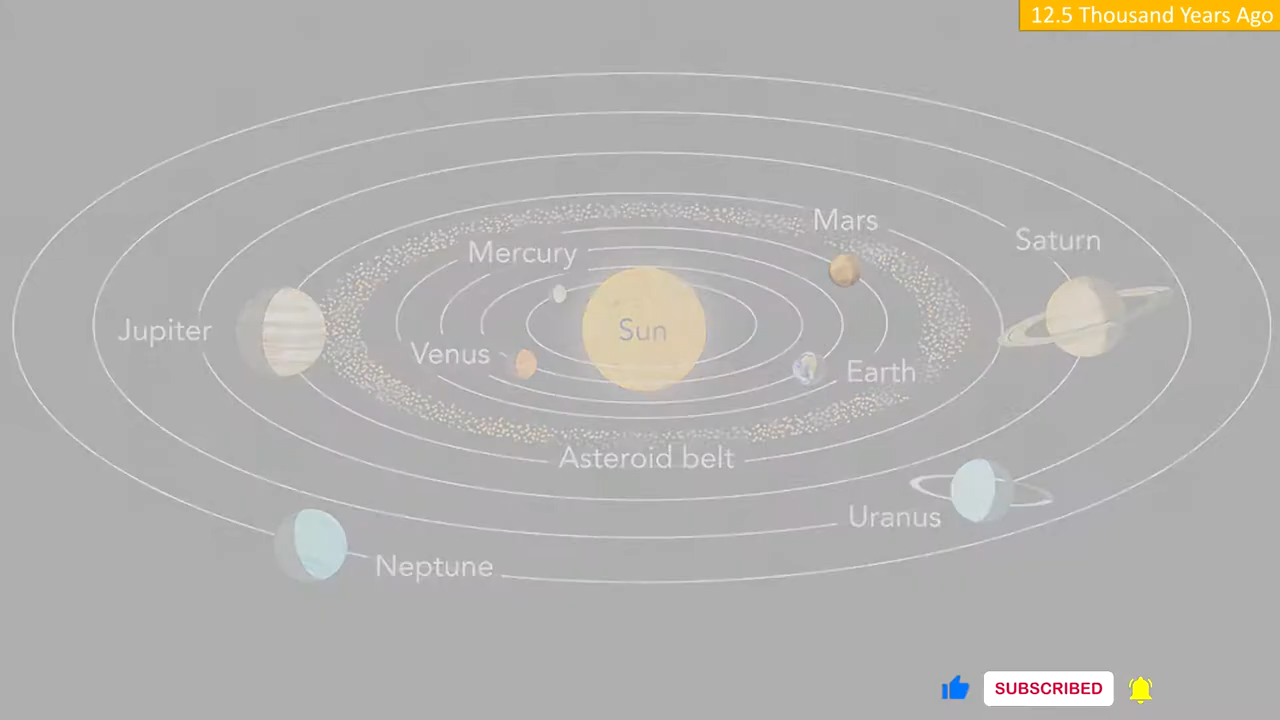 12.5 Thousand Years Ago
Mars
Saturn
Mercury
Jupiter
Sun
Venus
Earth
Asteroid belt
Uranus
Neptune
SUBSCRIBED